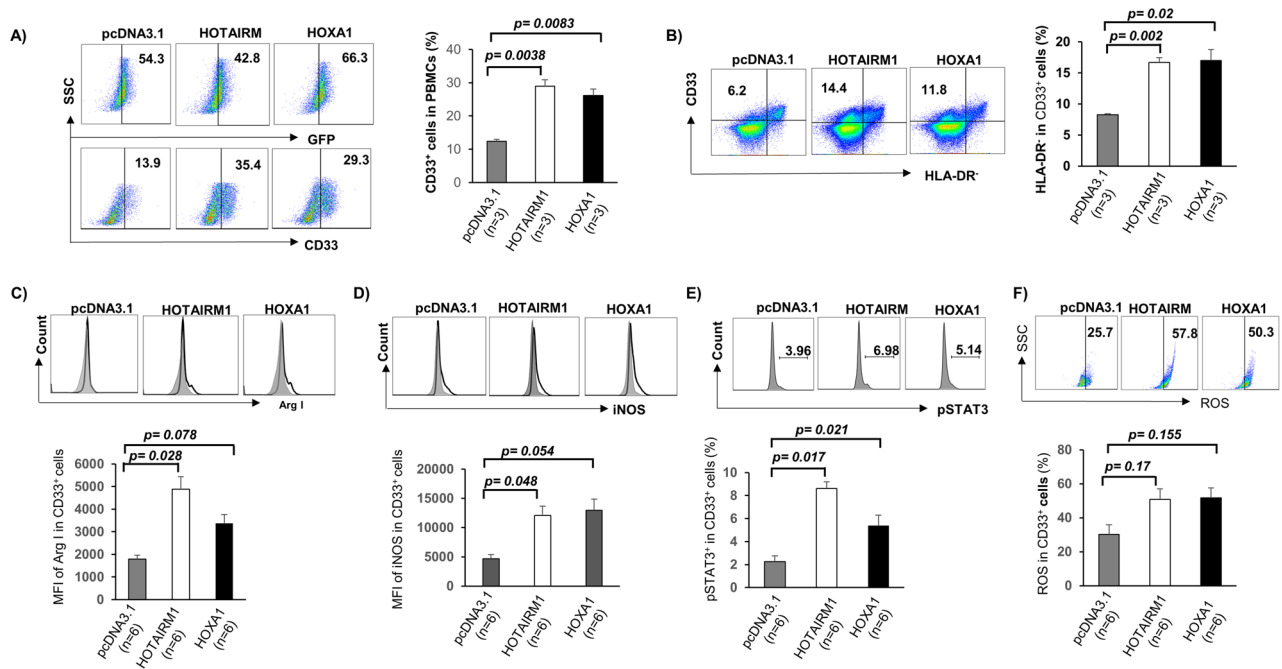 A)
pcDNA3.1
HOTAIRM
HOXA1
54.3
42.8
66.3
SSC
GFP
13.9
35.4
29.3
CD33
p= 0.0083
p= 0.0038
CD33⁺ cells in PBMCs (%)
40
30
20
10
0
pcDNA3.1
(n=3)
HOTAIRM1
(n=3)
HOXA1
(n=3)
B)
pcDNA3.1
HOTAIRM1
HOXA1
CD33
6.2
14.4
11.8
HLA-DR⁻
p= 0.02
p= 0.002
HLA-DR⁻ in CD33⁺ cells (%)
20
15
10
5
0
pcDNA3.1
(n=3)
HOTAIRM1
(n=3)
HOXA1
(n=3)
C)
pcDNA3.1
HOTAIRM1
HOXA1
Count
Arg I
p= 0.078
p= 0.028
MFI of Arg I in CD33⁺ cells
6000
5000
4000
3000
2000
1000
0
pcDNA3.1
(n=6)
HOTAIRM1
(n=6)
HOXA1
(n=6)
D)
pcDNA3.1
HOTAIRM1
HOXA1
Count
iNOS
p= 0.054
p= 0.048
MFI of iNOS in CD33⁺ cells
20000
15000
10000
5000
0
pcDNA3.1
(n=6)
HOTAIRM1
(n=6)
HOXA1
(n=6)
E)
pcDNA3.1
HOTAIRM1
HOXA1
Count
3.96
6.98
5.14
pSTAT3
p= 0.021
p= 0.017
pSTAT3⁺ in CD33⁺ cells (%)
10
8
6
4
2
0
pcDNA3.1
(n=6)
HOTAIRM1
(n=6)
HOXA1
(n=6)
F)
pcDNA3.1
HOTAIRM
HOXA1
SSC
25.7
57.8
50.3
ROS
p= 0.155
p= 0.17
ROS in CD33⁺ cells (%)
80
60
40
20
0
pcDNA3.1
(n=6)
HOTAIRM1
(n=6)
HOXA1
(n=6)